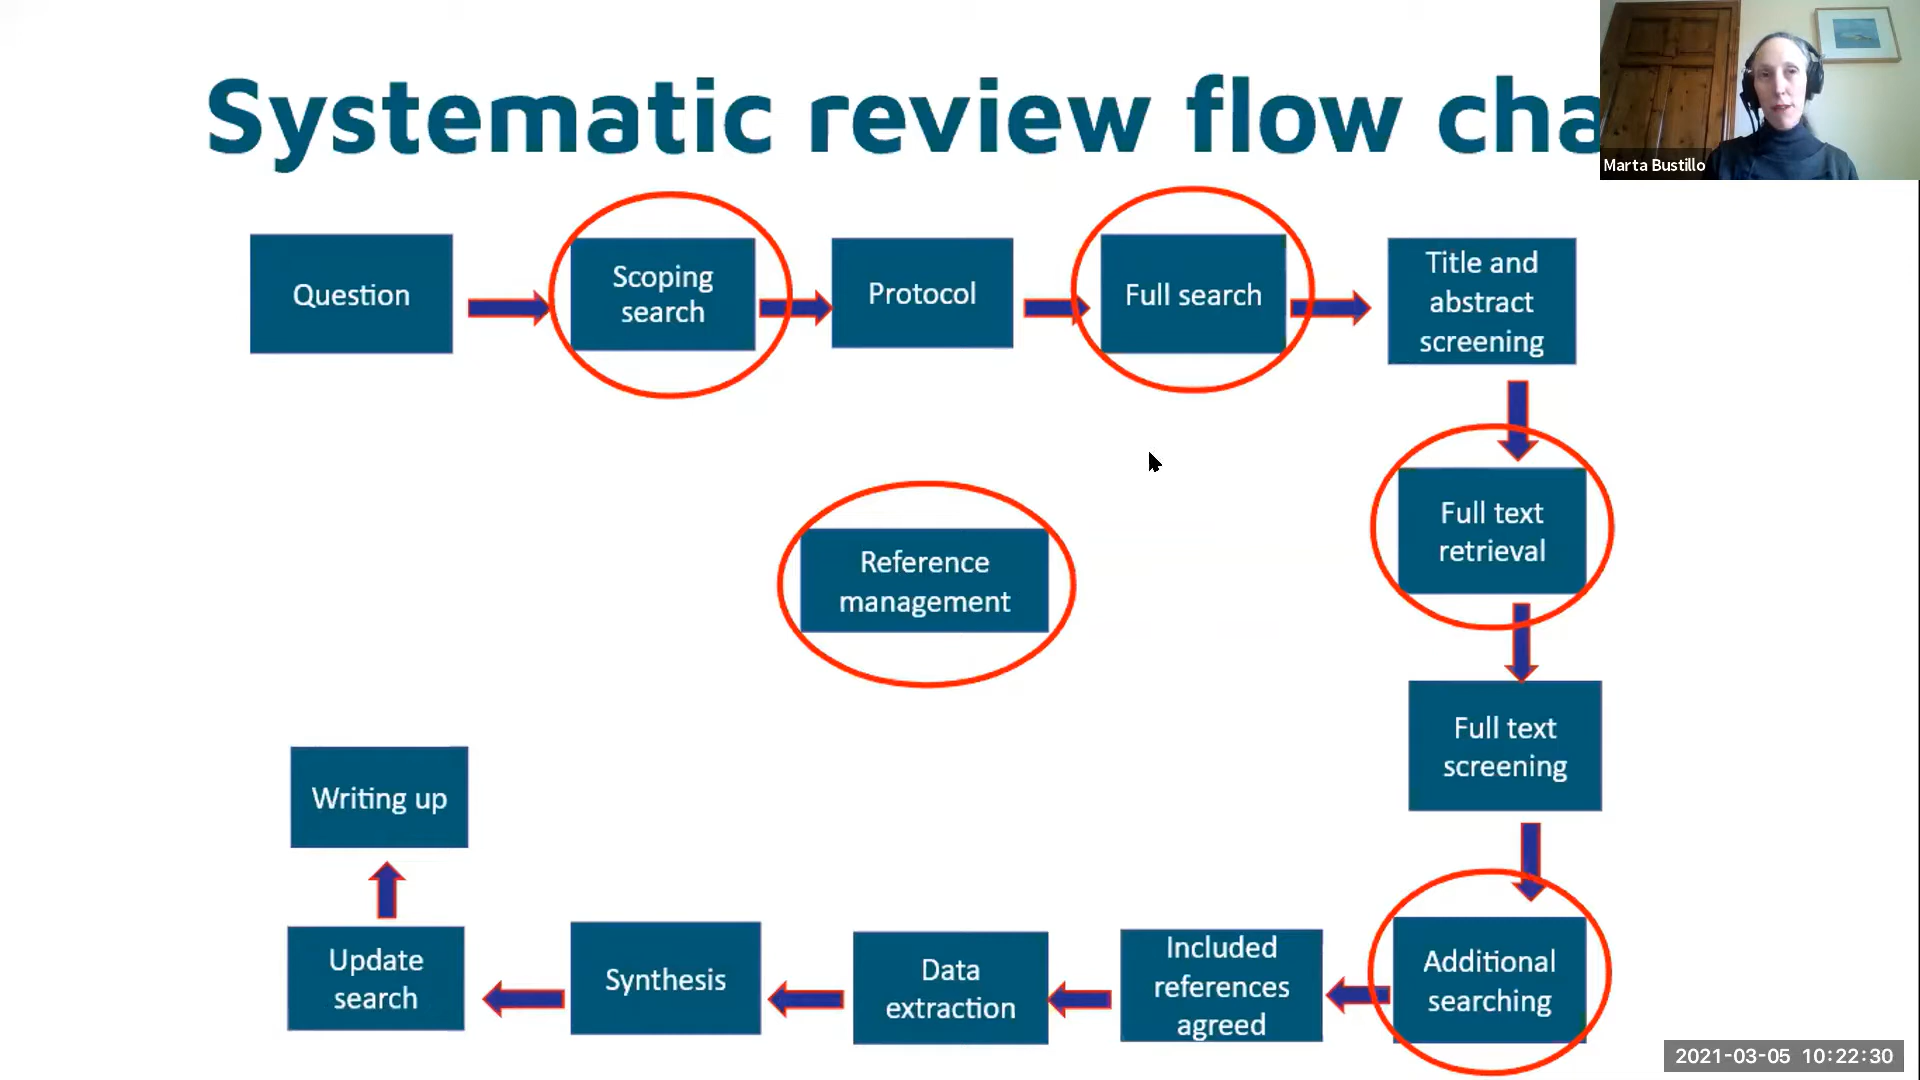 Systematic review flow cha
Marta Bustillo
Question
Scoping
search
Protocol
Full search
Title and
abstract
screening
Full text
retrieval
Reference
management
Full text
screening
Writing up
Additional
searching
Included
references
agreed
Data
extraction
Synthesis
Update
search
2021-03-05 10:22:30